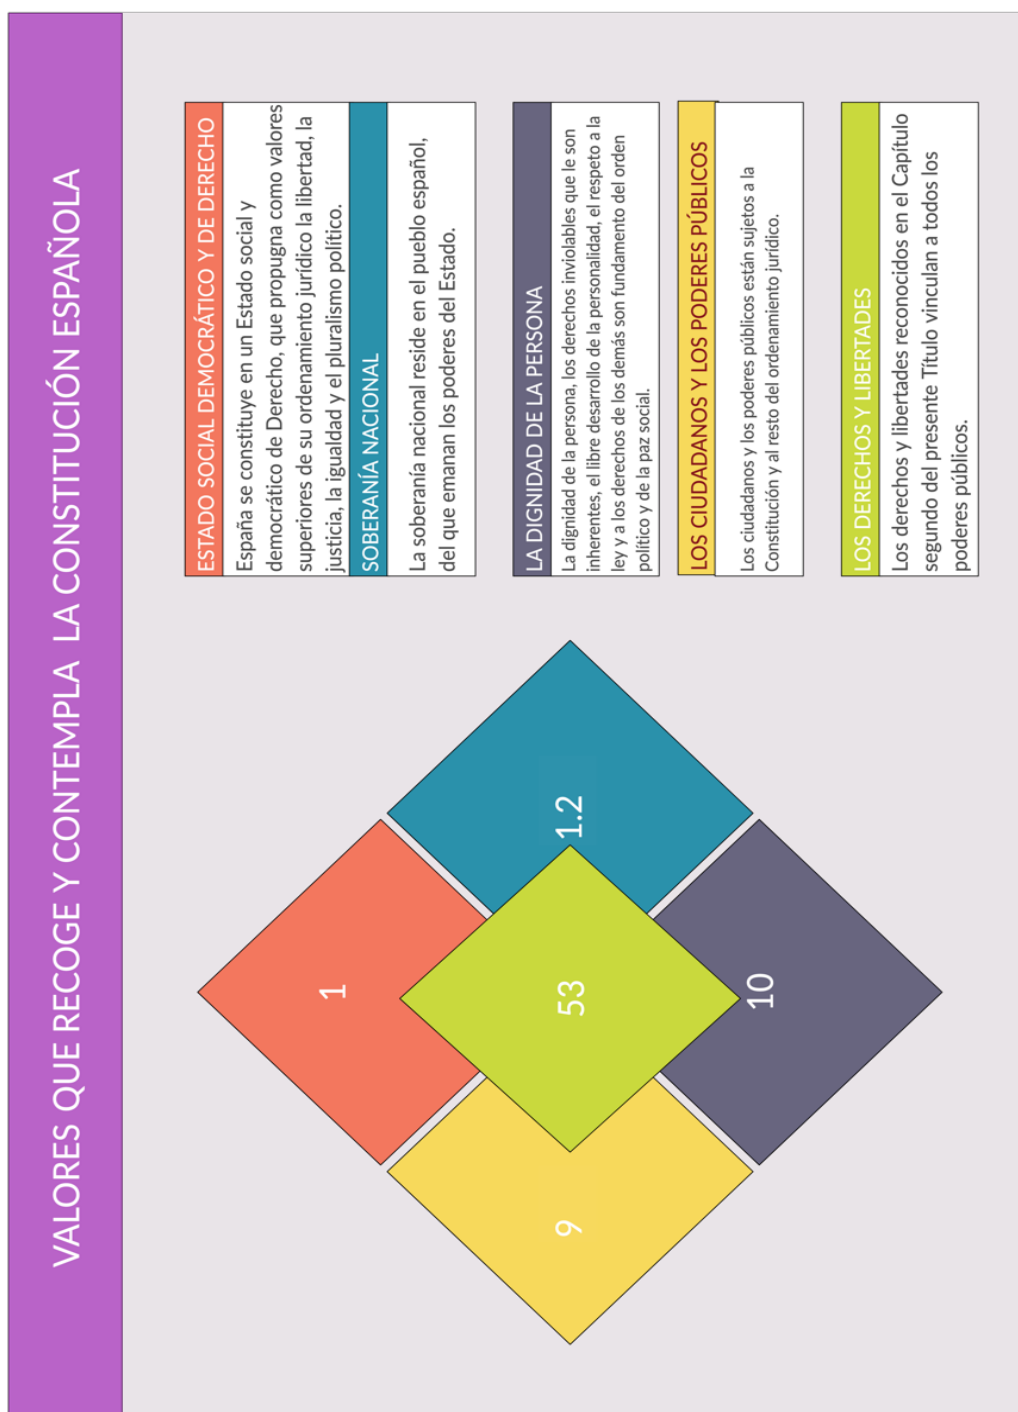 VALORES QUE RECOGE Y CONTEMPLA LA CONSTITUCIÓN ESPAÑOLA
1
1.2
53
9
10
ESTADO SOCIAL DEMOCRÁTICO Y DE DERECHO
España se constituye en un Estado social y
democrático de Derecho, que propugna como valores
superiores de su ordenamiento jurídico la libertad, la
justicia, la igualdad y el pluralismo político.
SOBERANÍA NACIONAL
La soberanía nacional reside en el pueblo español,
del que emanan los poderes del Estado.
LA DIGNIDAD DE LA PERSONA
La dignidad de la persona, los derechos inviolables que le son
inherentes, el libre desarrollo de la personalidad, el respeto a la
ley y a los derechos de los demás son fundamento del orden
político y de la paz social.
LOS CIUDADANOS Y LOS PODERES PÚBLICOS
Los ciudadanos y los poderes públicos están sujetos a la
Constitución y al resto del ordenamiento jurídico.
LOS DERECHOS Y LIBERTADES
Los derechos y libertades reconocidos en el Capítulo
segundo del presente Título vinculan a todos los
poderes públicos.